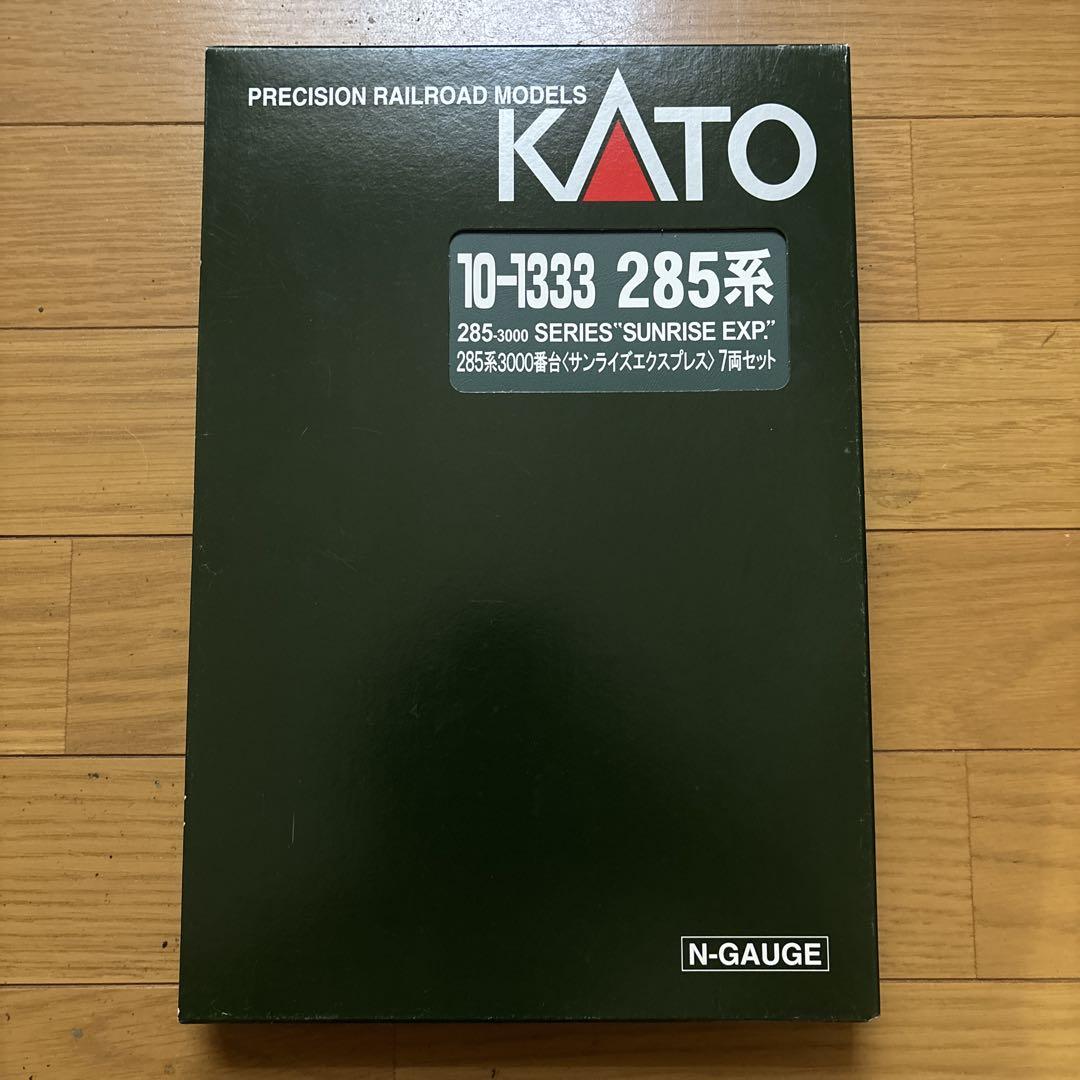 PRECISION RAILROAD MODELS
KATO
10-1333 285系
285-3000 SERIES "SUNRISE EXP."
285系3000番台〈サンライズエクスプレス〉7両セット
N-GAUGE